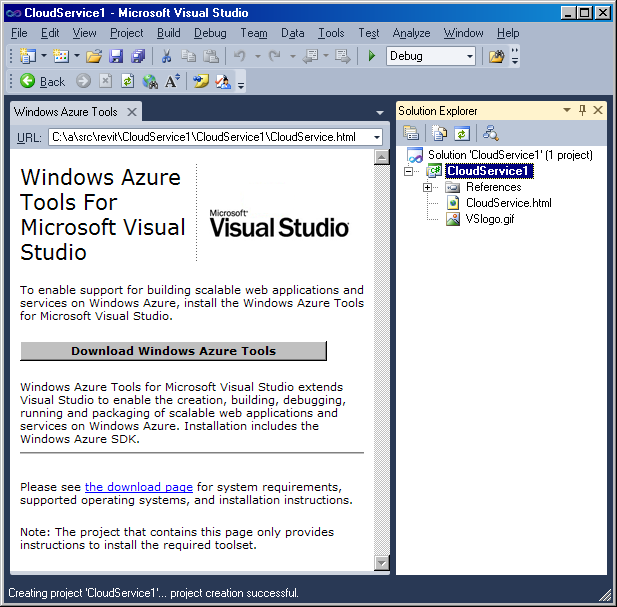 CloudService1 - Microsoft Visual Studio
File Edit View Project Build Debug Team Data Tools Test Analyze Window Help
Debug
Back
Windows Azure Tools
Solution Explorer
URL: C:\a\src\revit\CloudService1\CloudService1\CloudService.html
Windows Azure
Tools For
Microsoft Visual
Studio
Microsoft®
Visual Studio
To enable support for building scalable web applications and
services on Windows Azure, install the Windows Azure Tools
for Microsoft Visual Studio.
Download Windows Azure Tools
Windows Azure Tools for Microsoft Visual Studio extends
Visual Studio to enable the creation, building, debugging,
running and packaging of scalable web applications and
services on Windows Azure. Installation includes the
Windows Azure SDK.
Please see the download page for system requirements,
supported operating systems, and installation instructions.
Note: The project that contains this page only provides
instructions to install the required toolset.
Solution 'CloudService1' (1 project)
CloudService1
References
CloudService.html
VSlogo.gif
Creating project 'CloudService1'... project creation successful.